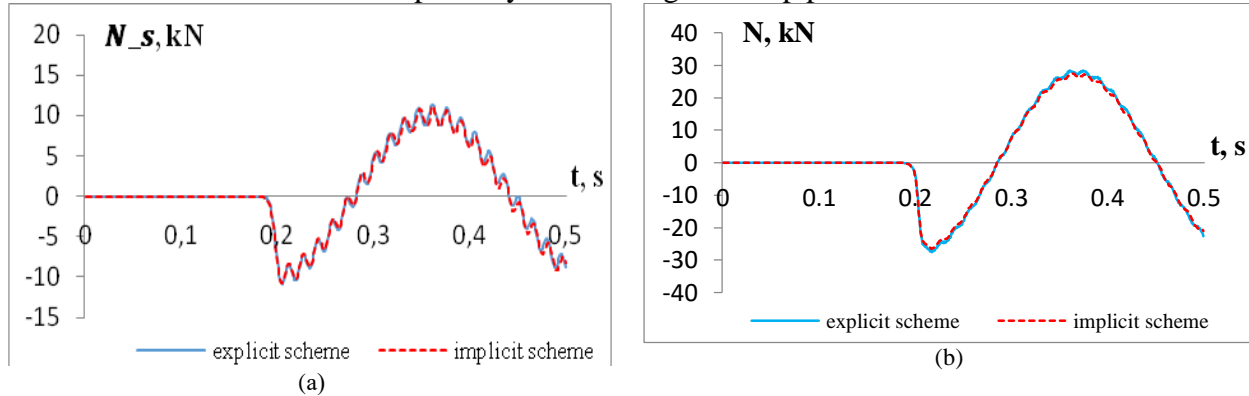 N_s, kN
20
15
10
5
0
-5
-10
-15
0
0,1
0,2
0,3
0,4
0,5
t, s
explicit scheme
implicit scheme
(a)
N, kN
40
30
20
10
0
-10
-20
-30
-40
0
0.1
0.2
0.3
0.4
0.5
t, s
explicit scheme
implicit scheme
(b)